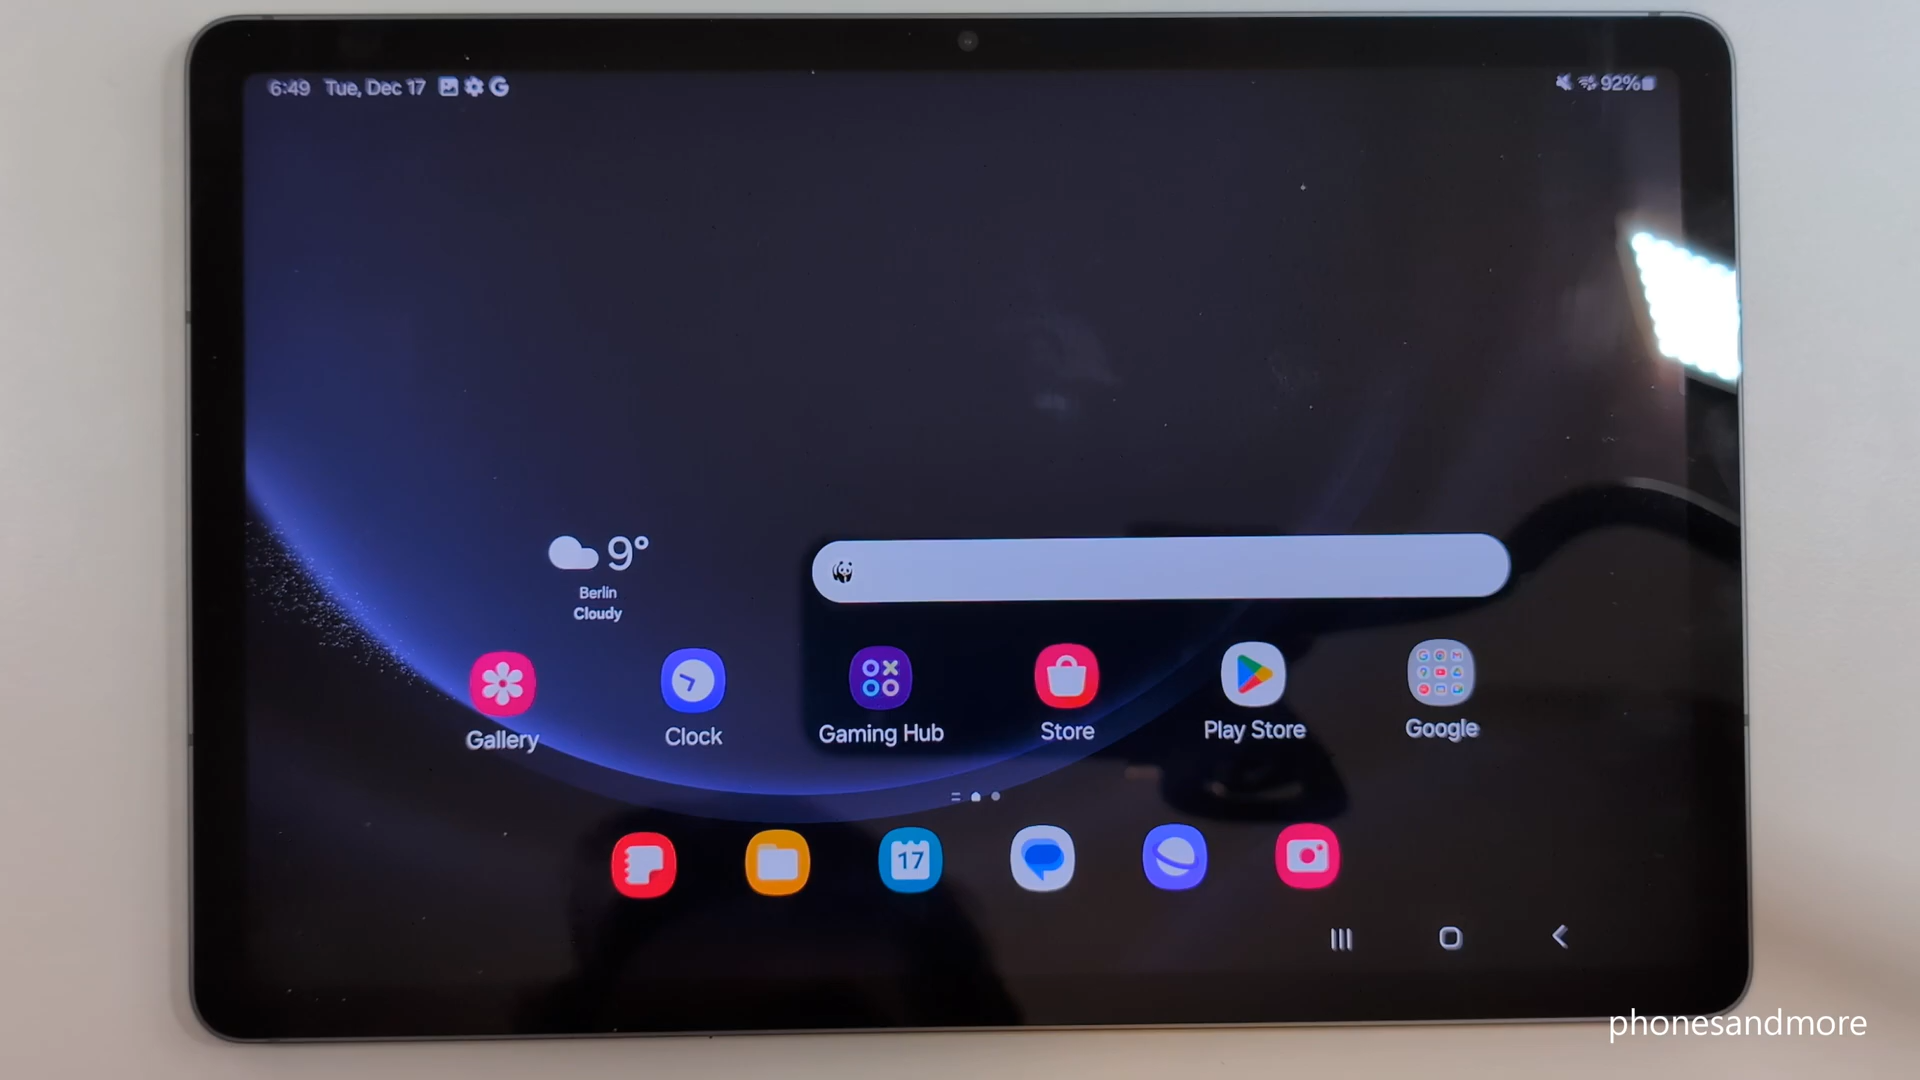 6:49 Tue, Dec 17
92%
9°
Berlin
Cloudy
Gallery
Clock
Gaming Hub
Store
Play Store
Google
17
phonesandmore